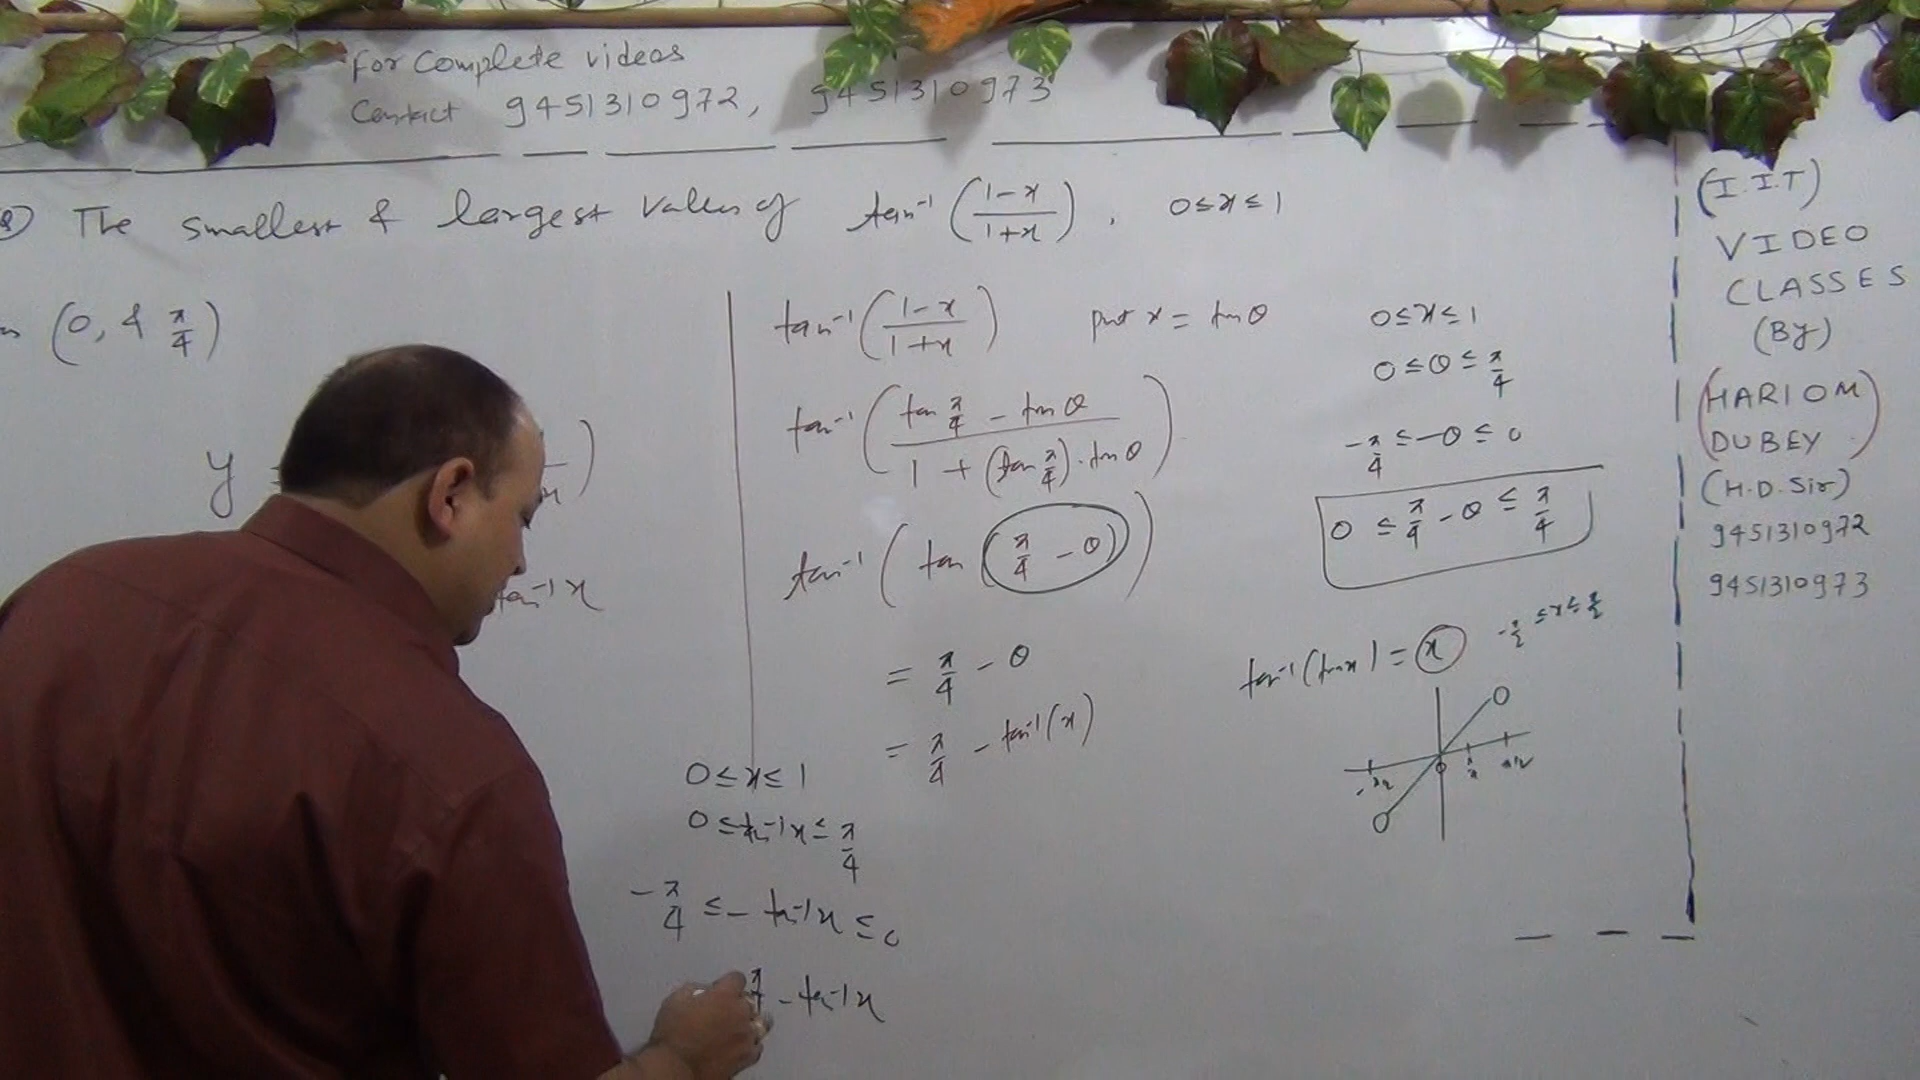 For Complete videos
Contact 9451310972, 9451310973
Q) The smallest & largest values of tan⁻¹ (1-x/1+x), 0≤x≤1
(0, & π/4)
y
tan⁻¹x
tan⁻¹ (1-x/1+x) put x = tanθ
tan⁻¹ (tan π/4 - tanθ / 1 + (tan π/4)·tanθ)
tan⁻¹ (tan (π/4 - θ))
= π/4 - θ
= π/4 - tan⁻¹(x)
0≤x≤1
0≤tan⁻¹x≤π/4
-π/4 ≤ -tan⁻¹x ≤0
π/4 - tan⁻¹x
0≤x≤1
0≤θ≤π/4
-π/4 ≤ -θ ≤ 0
0 ≤ π/4 - θ ≤ π/4
tan⁻¹(tanx) = x -π/2 ≤x≤ π/2
(I.I.T)
VIDEO
CLASSES
(By)
(HARIOM
DUBEY)
(H.D. Sir)
9451310972
9451310973